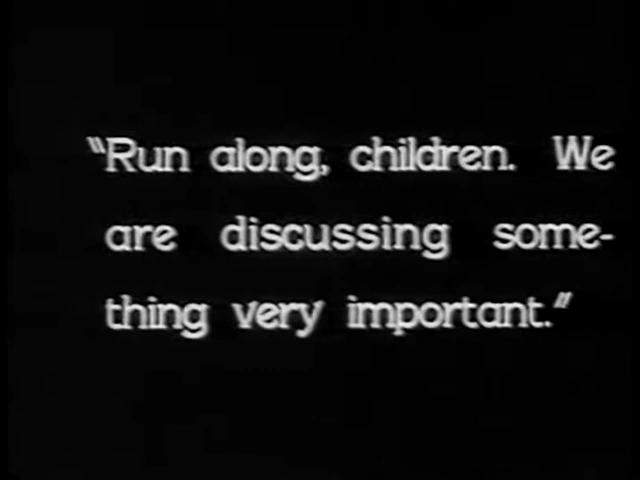 "Run along, children. We
are discussing some-
thing very important."